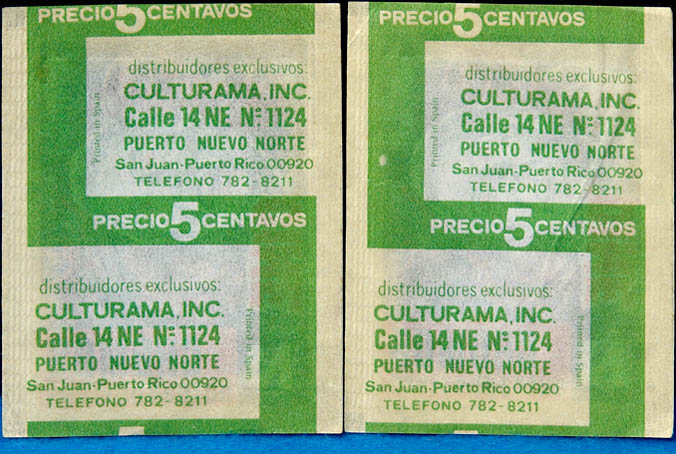 PRECIO 5 CENTAVOS
distribuidores exclusivos:
CULTURAMA, INC.
Calle 14 NE Nº 1124
PUERTO NUEVO NORTE
San Juan-Puerto Rico 00920
TELEFONO 782-8211
Printed in Spain
PRECIO 5 CENTAVOS
distribuidores exclusivos:
CULTURAMA, INC.
Calle 14 NE Nº 1124
PUERTO NUEVO NORTE
San Juan-Puerto Rico 00920
TELEFONO 782-8211
Printed in Spain
PRECIO 5 CENTAVOS
distribuidores exclusivos:
CULTURAMA, INC.
Calle 14 NE Nº 1124
PUERTO NUEVO NORTE
San Juan-Puerto Rico 00920
TELEFONO 782-8211
Printed in Spain
PRECIO 5 CENTAVOS
distribuidores exclusivos:
CULTURAMA, INC.
Calle 14 NE Nº 1124
PUERTO NUEVO NORTE
San Juan-Puerto Rico 00920
TELEFONO 782-8211
Printed in Spain